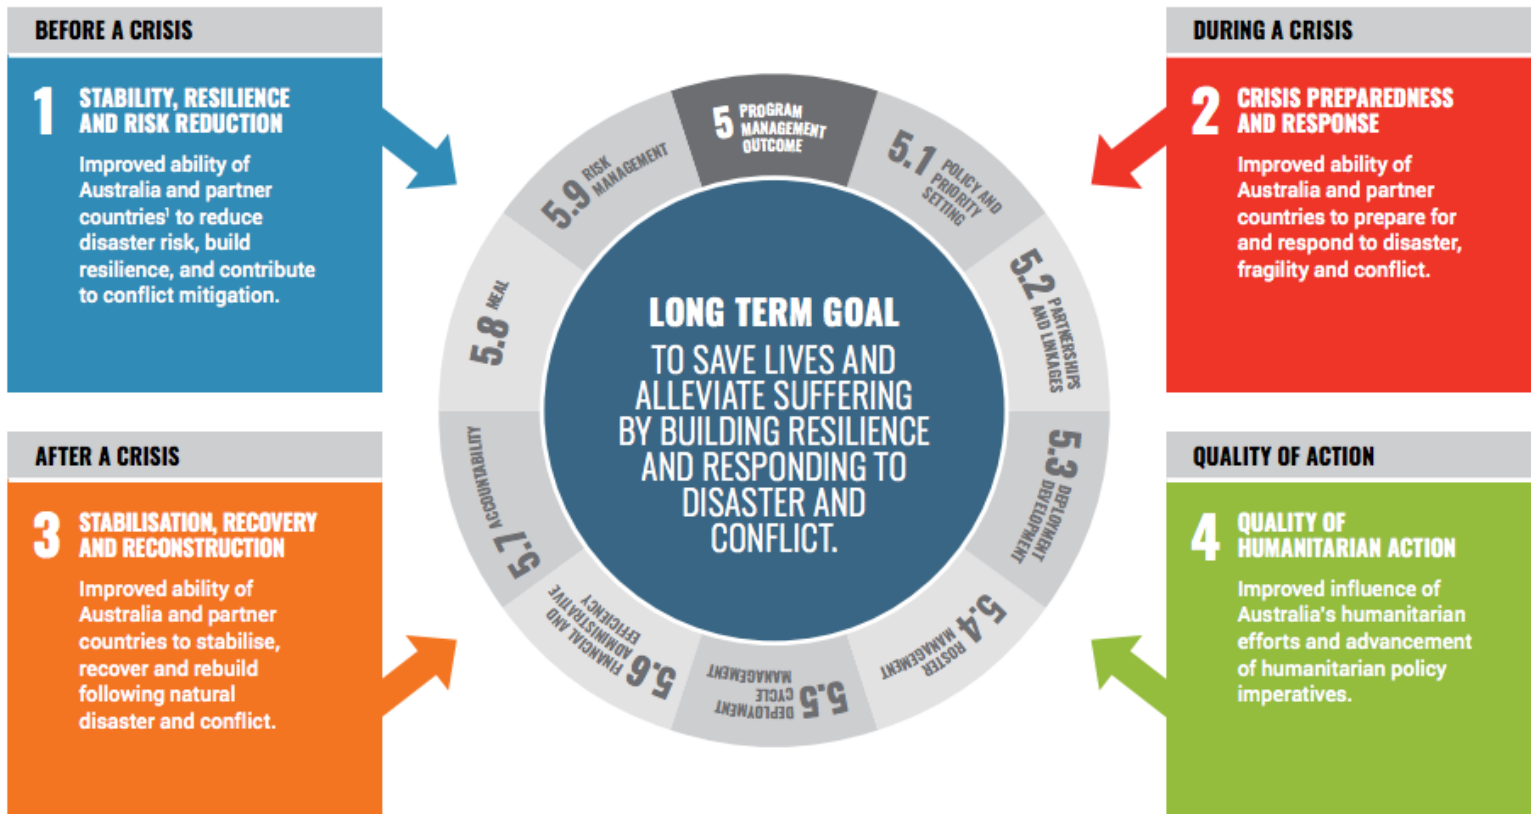 BEFORE A CRISIS
1 STABILITY, RESILIENCE
AND RISK REDUCTION
Improved ability of
Australia and partner
countries¹ to reduce
disaster risk, build
resilience, and contribute
to conflict mitigation.
DURING A CRISIS
2 CRISIS PREPAREDNESS
AND RESPONSE
Improved ability of
Australia and partner
countries to prepare for
and respond to disaster,
fragility and conflict.
AFTER A CRISIS
3 STABILISATION, RECOVERY
AND RECONSTRUCTION
Improved ability of
Australia and partner
countries to stabilise,
recover and rebuild
following natural
disaster and conflict.
QUALITY OF ACTION
4 QUALITY OF
HUMANITARIAN ACTION
Improved influence of
Australia's humanitarian
efforts and advancement
of humanitarian policy
imperatives.
5 PROGRAM
MANAGEMENT
OUTCOME
5.1 POLICY AND
PRIORITY
SETTING
5.2 PARTNERSHIPS
AND LINKAGES
5.3 DEPLOYMENT
DEVELOPMENT
5.4 ROSTER
MANAGEMENT
5.5 DEPLOYMENT
CYCLE
MANAGEMENT
5.6 FINANCIAL AND
ADMINISTRATIVE
EFFICIENCY
5.7 ACCOUNTABILITY
5.8 MEAL
5.9 RISK
MANAGEMENT
LONG TERM GOAL
TO SAVE LIVES AND
ALLEVIATE SUFFERING
BY BUILDING RESILIENCE
AND RESPONDING TO
DISASTER AND
CONFLICT.